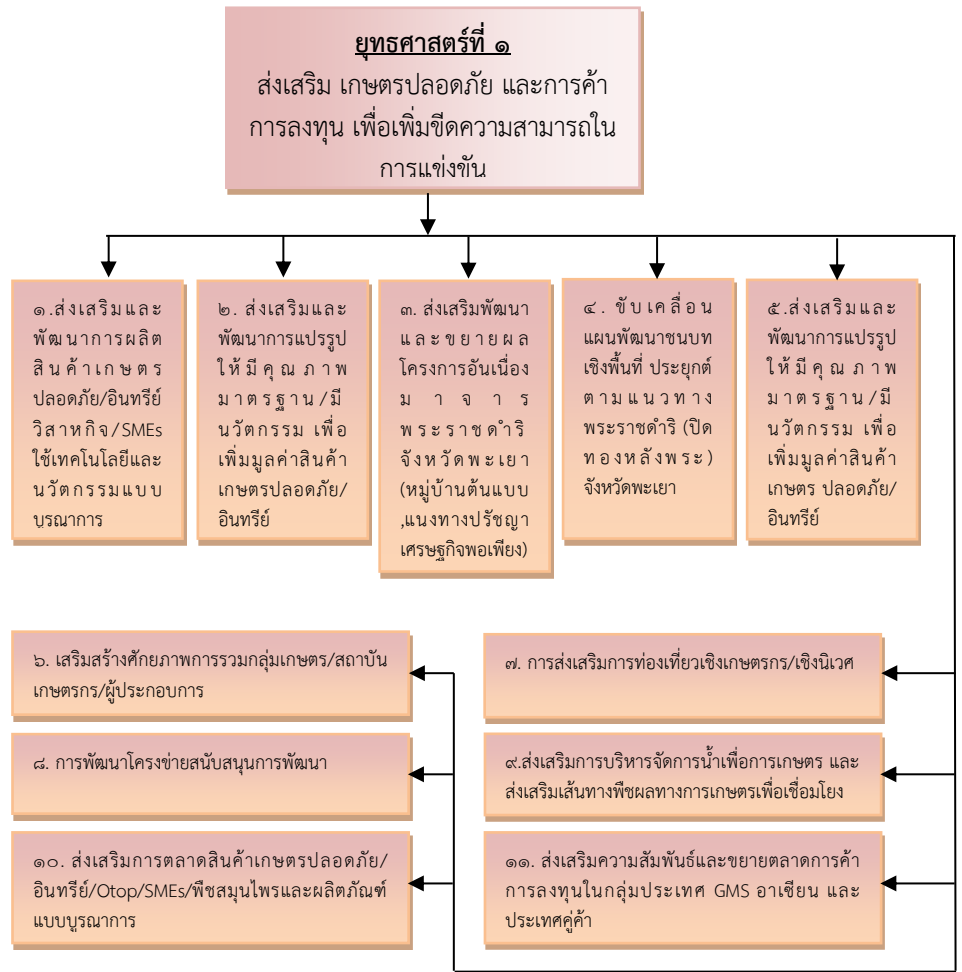 ยุทธศาสตร์ที่ ๑
ส่งเสริม เกษตรปลอดภัย และการค้า
การลงทุน เพื่อเพิ่มขีดความสามารถใน
การแข่งขัน
๑.ส่งเสริมและ
พัฒนาการผลิต
สินค้าเกษตร
ปลอดภัย/อินทรีย์
วิสาหกิจ/SMEs
ใช้เทคโนโลยีและ
นวัตกรรมแบบ
บูรณาการ
๒. ส่งเสริมและ
พัฒนาการแปรรูป
ให้มีคุณภาพ
มาตรฐาน/มี
นวัตกรรม เพื่อ
เพิ่มมูลค่าสินค้า
เกษตรปลอดภัย/
อินทรีย์
๓. ส่งเสริมพัฒนา
และขยายผล
โครงการอันเนื่อง
มาจาร
พระราชดำริ
จังหวัดพะเยา
(หมู่บ้านต้นแบบ
,แนงทางปรัชญา
เศรษฐกิจพอเพียง)
๔. ขับเคลื่อน
แผนพัฒนาชนบท
เชิงพื้นที่ ประยุกต์
ตามแนวทาง
พระราชดำริ (ปิด
ทองหลังพระ)
จังหวัดพะเยา
๕.ส่งเสริมและ
พัฒนาการแปรรูป
ให้มีคุณภาพ
มาตรฐาน/มี
นวัตกรรม เพื่อ
เพิ่มมูลค่าสินค้า
เกษตร ปลอดภัย/
อินทรีย์
๖. เสริมสร้างศักยภาพการรวมกลุ่มเกษตร/สถาบัน
เกษตรกร/ผู้ประกอบการ
๗. การส่งเสริมการท่องเที่ยวเชิงเกษตรกร/เชิงนิเวศ
๘. การพัฒนาโครงข่ายสนับสนุนการพัฒนา
๙.ส่งเสริมการบริหารจัดการน้ำเพื่อการเกษตร และ
ส่งเสริมเส้นทางพืชผลทางการเกษตรเพื่อเชื่อมโยง
๑๐. ส่งเสริมการตลาดสินค้าเกษตรปลอดภัย/
อินทรีย์/Otop/SMEs/พืชสมุนไพรและผลิตภัณฑ์
แบบบูรณาการ
๑๑. ส่งเสริมความสัมพันธ์และขยายตลาดการค้า
การลงทุนในกลุ่มประเทศ GMS อาเซียน และ
ประเทศคู่ค้า